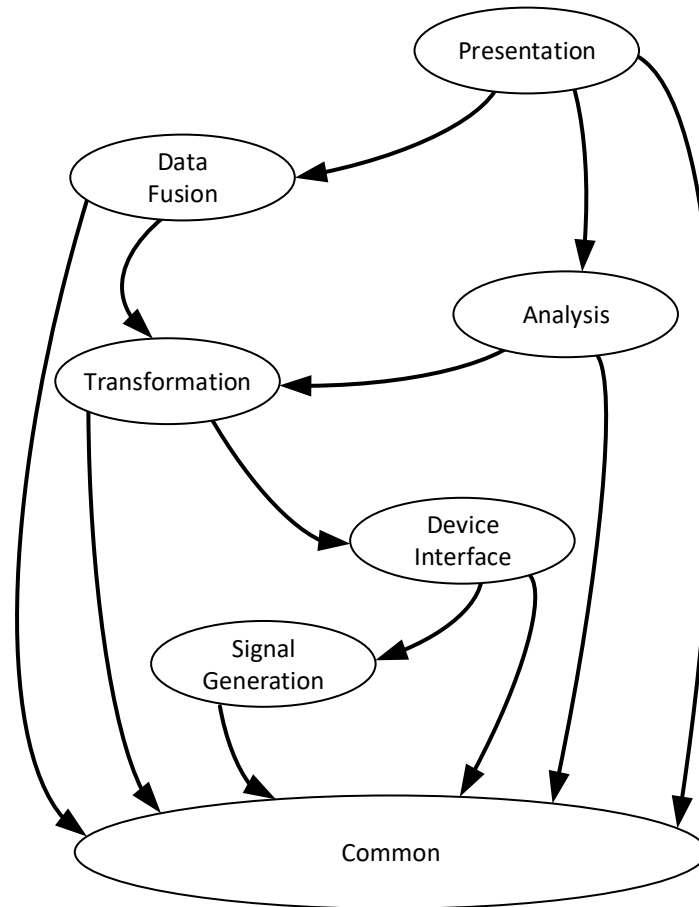 Presentation
Data
Fusion
Analysis
Transformation
Device
Interface
Signal
Generation
Common